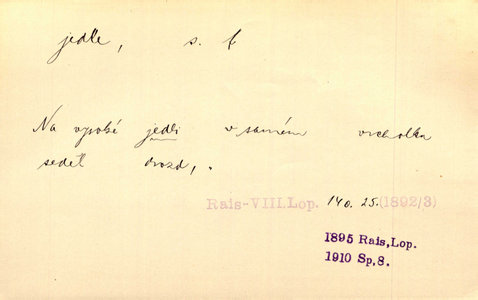 jedle, s. f
Na vysoké jedli v samém vrcholku
seděl drozd,.
Rais-VIII.Lop. 140. 25.(1892/3)
1895 Rais,Lop.
1910 Sp,8.